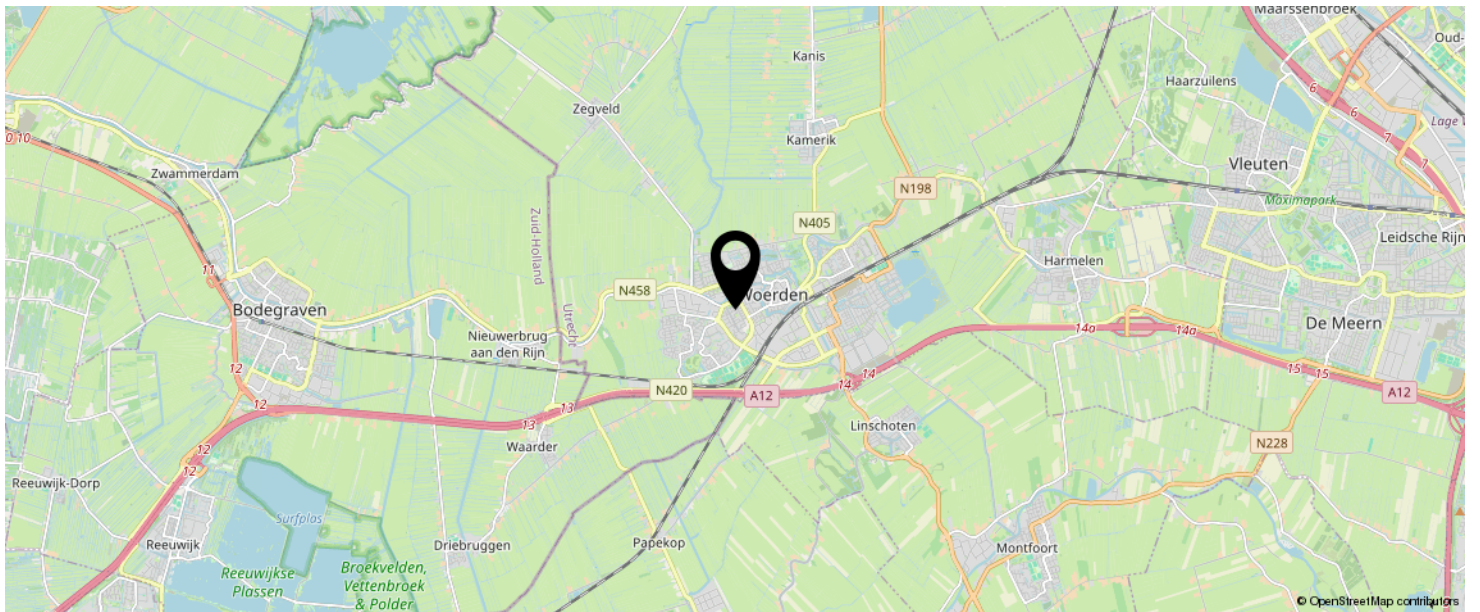 Maarssenbroek
Oud-
Kanis
Haarzuilens
6
6
Zegveld
Lage
7
7
10
10
Kamerik
Zwammerdam
Vleuten
N198
Máximapark
Zuid-Holland
N405
Leidsche Rijn
11
Harmelen
N458
Woerden
Bodegraven
Utrecht
14a
14a
De Meern
Nieuwerbrug
aan den Rijn
12
15
15
N420
14
14
A12
A12
12
13
13
Linschoten
N228
Waarder
12
12
Reeuwijk-Dorp
Surfplas
Reeuwijk
Driebruggen
Papekop
Montfoort
Reeuwijkse
Plassen
Broekvelden,
Vettenbroek
& Polder
© OpenStreetMap contributors